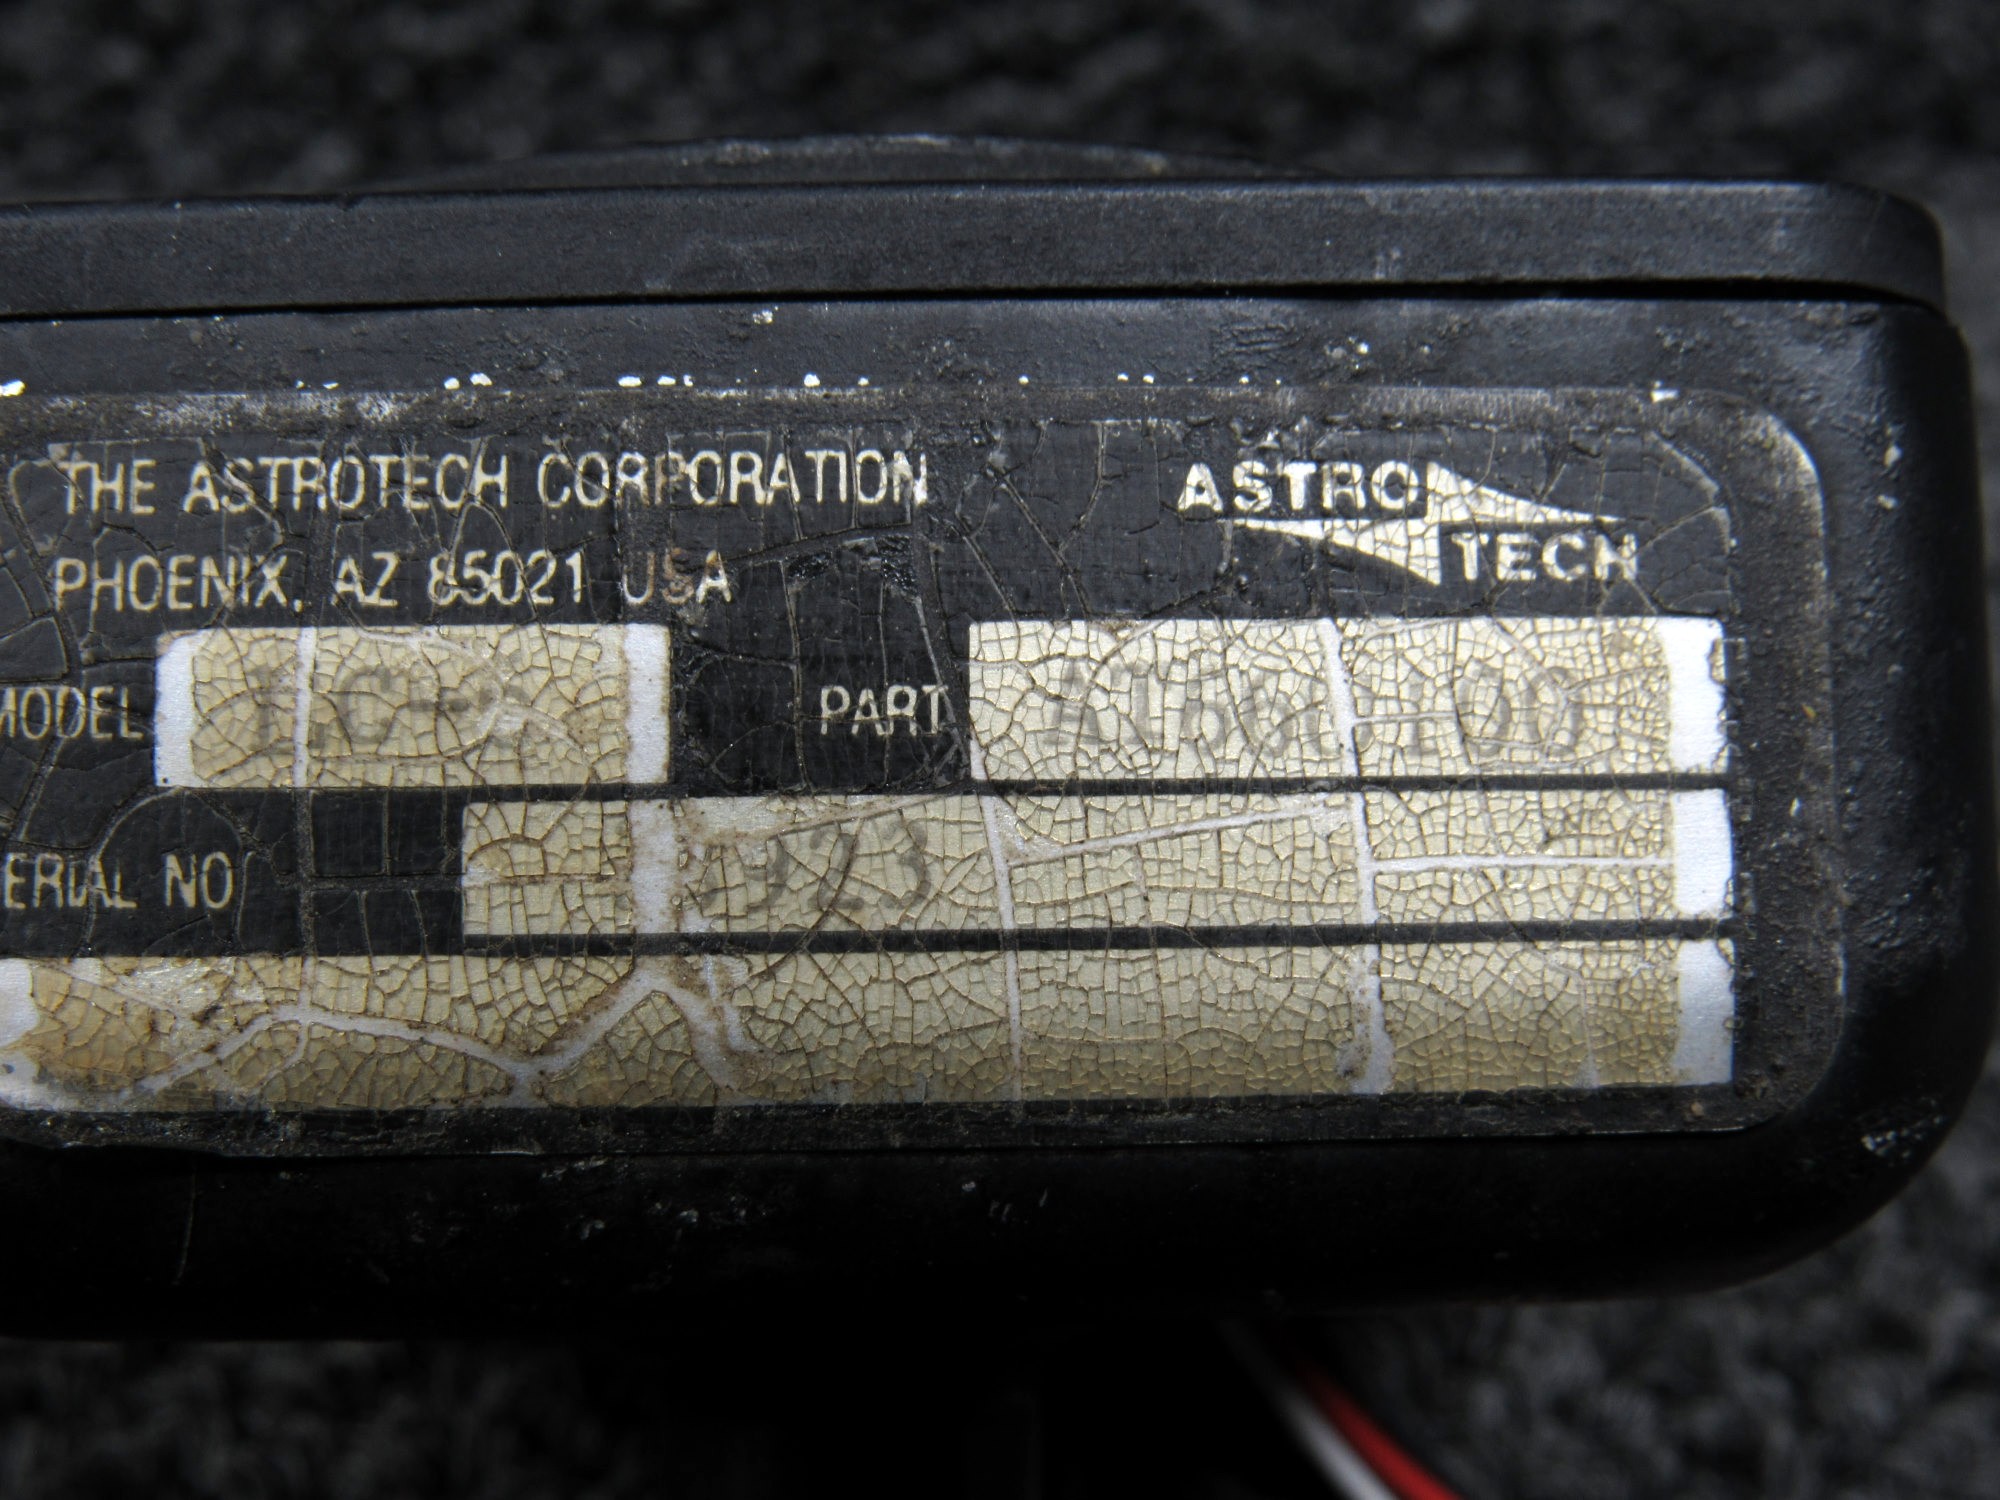 THE ASTROTECH CORPORATION
PHOENIX, AZ 85021 USA
ASTRO
TECH
MODEL
PART
ERIAL NO